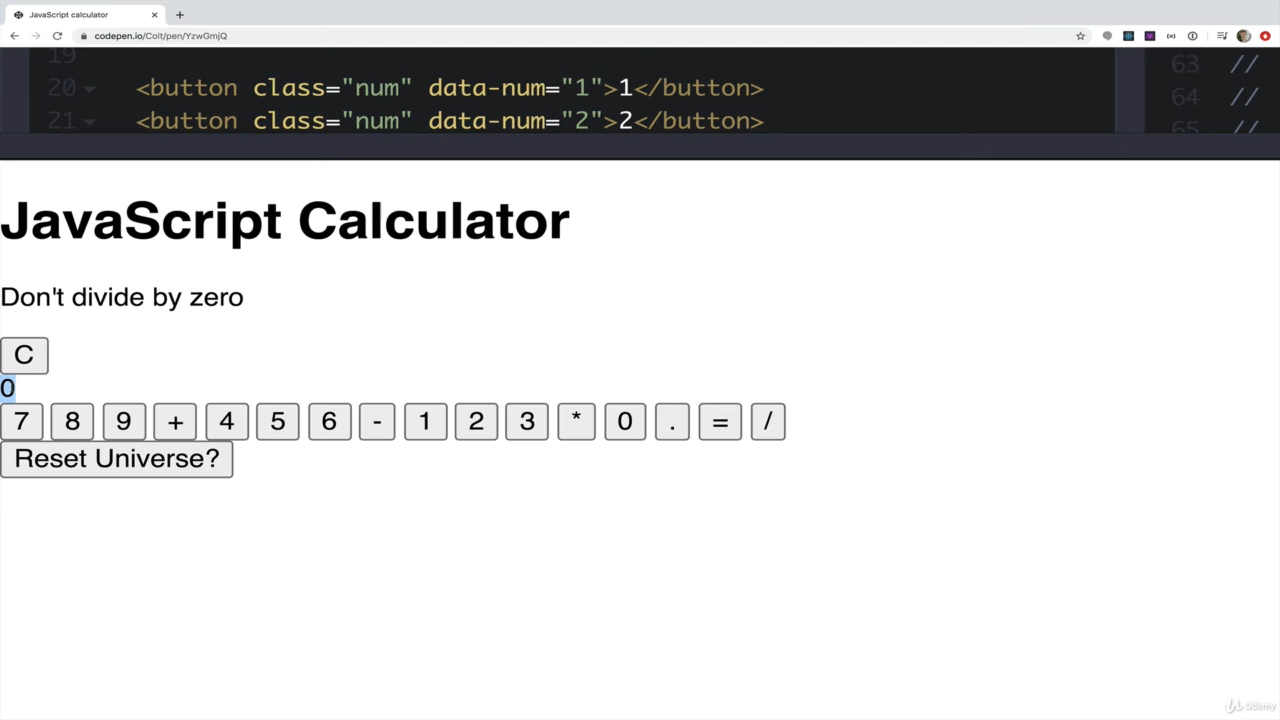 JavaScript calculator
codepen.io/Colt/pen/YzwGmjQ
19
20 <button class="num" data-num="1">1</button>
21 <button class="num" data-num="2">2</button>
63 //
64 //
65 //
JavaScript Calculator
Don't divide by zero
C
0
7 8 9 + 4 5 6 - 1 2 3 * 0 . = /
Reset Universe?
Udemy